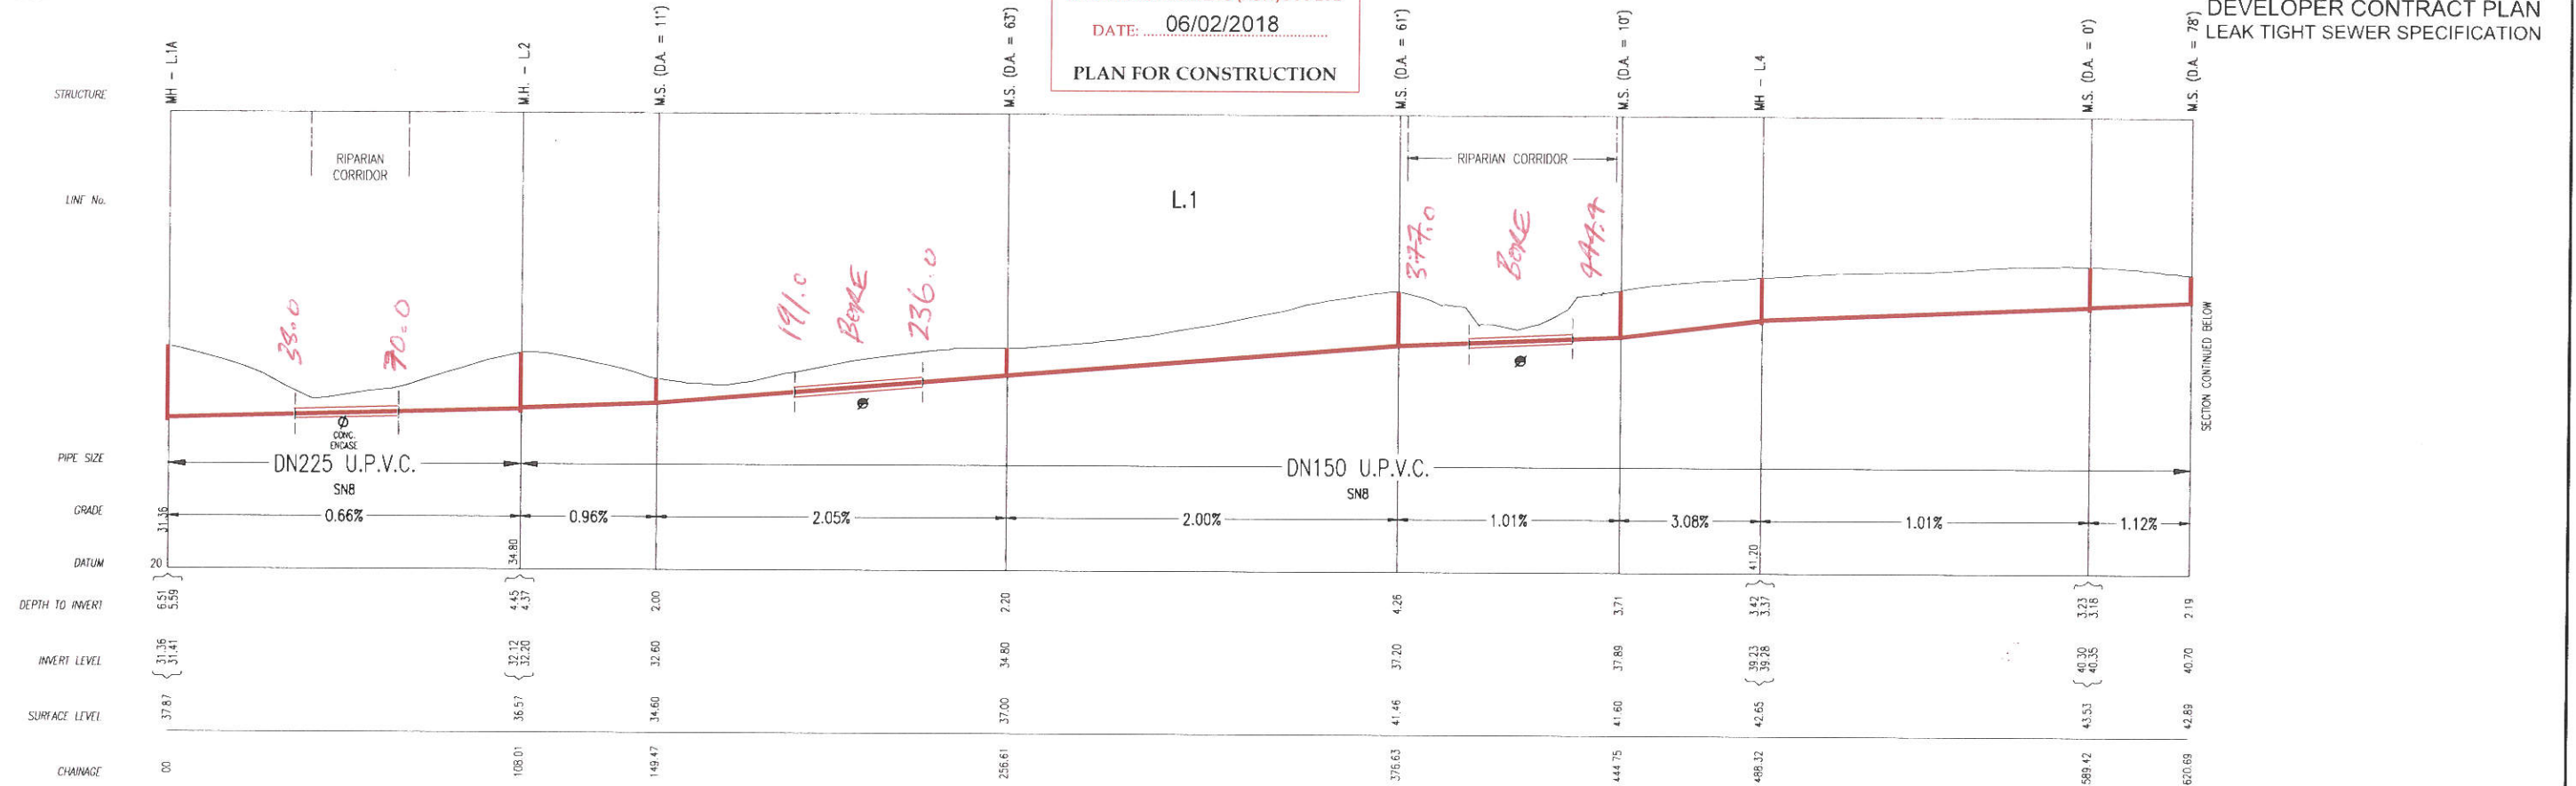 DATE: 06/02/2018
PLAN FOR CONSTRUCTION
DEVELOPER CONTRACT PLAN
LEAK TIGHT SEWER SPECIFICATION
STRUCTURE
MH - L.1A
M.H. - L2
M.S. (D.A. = 11°)
M.S. (D.A. = 63°)
M.S. (D.A. = 61°)
M.S. (D.A. = 10°)
MH - L.4
M.S. (D.A. = 0°)
M.S. (D.A. = 78°)
RIPARIAN
CORRIDOR
RIPARIAN CORRIDOR
LINE No.
L.1
70.0
191.0
BORE
236.0
377.0
BORE
444.4
CONC.
ENCASE
SECTION CONTINUED BELOW
PIPE SIZE
DN225 U.P.V.C.
SN8
DN150 U.P.V.C.
SN8
GRADE
0.66%
0.96%
2.05%
2.00%
1.01%
3.08%
1.01%
1.12%
31.36
34.80
41.20
DATUM
20
DEPTH TO INVERT
6.51
5.59
4.45
4.37
2.00
2.20
4.26
3.71
3.42
3.37
3.23
3.18
2.19
INVERT LEVEL
31.36
31.41
32.12
32.20
32.60
34.80
37.20
37.89
39.23
39.28
40.30
40.35
40.70
SURFACE LEVEL
37.87
36.57
34.60
37.00
41.46
41.60
42.65
43.53
42.89
CHAINAGE
00
108.01
149.47
256.61
376.63
444.75
488.32
589.42
620.69